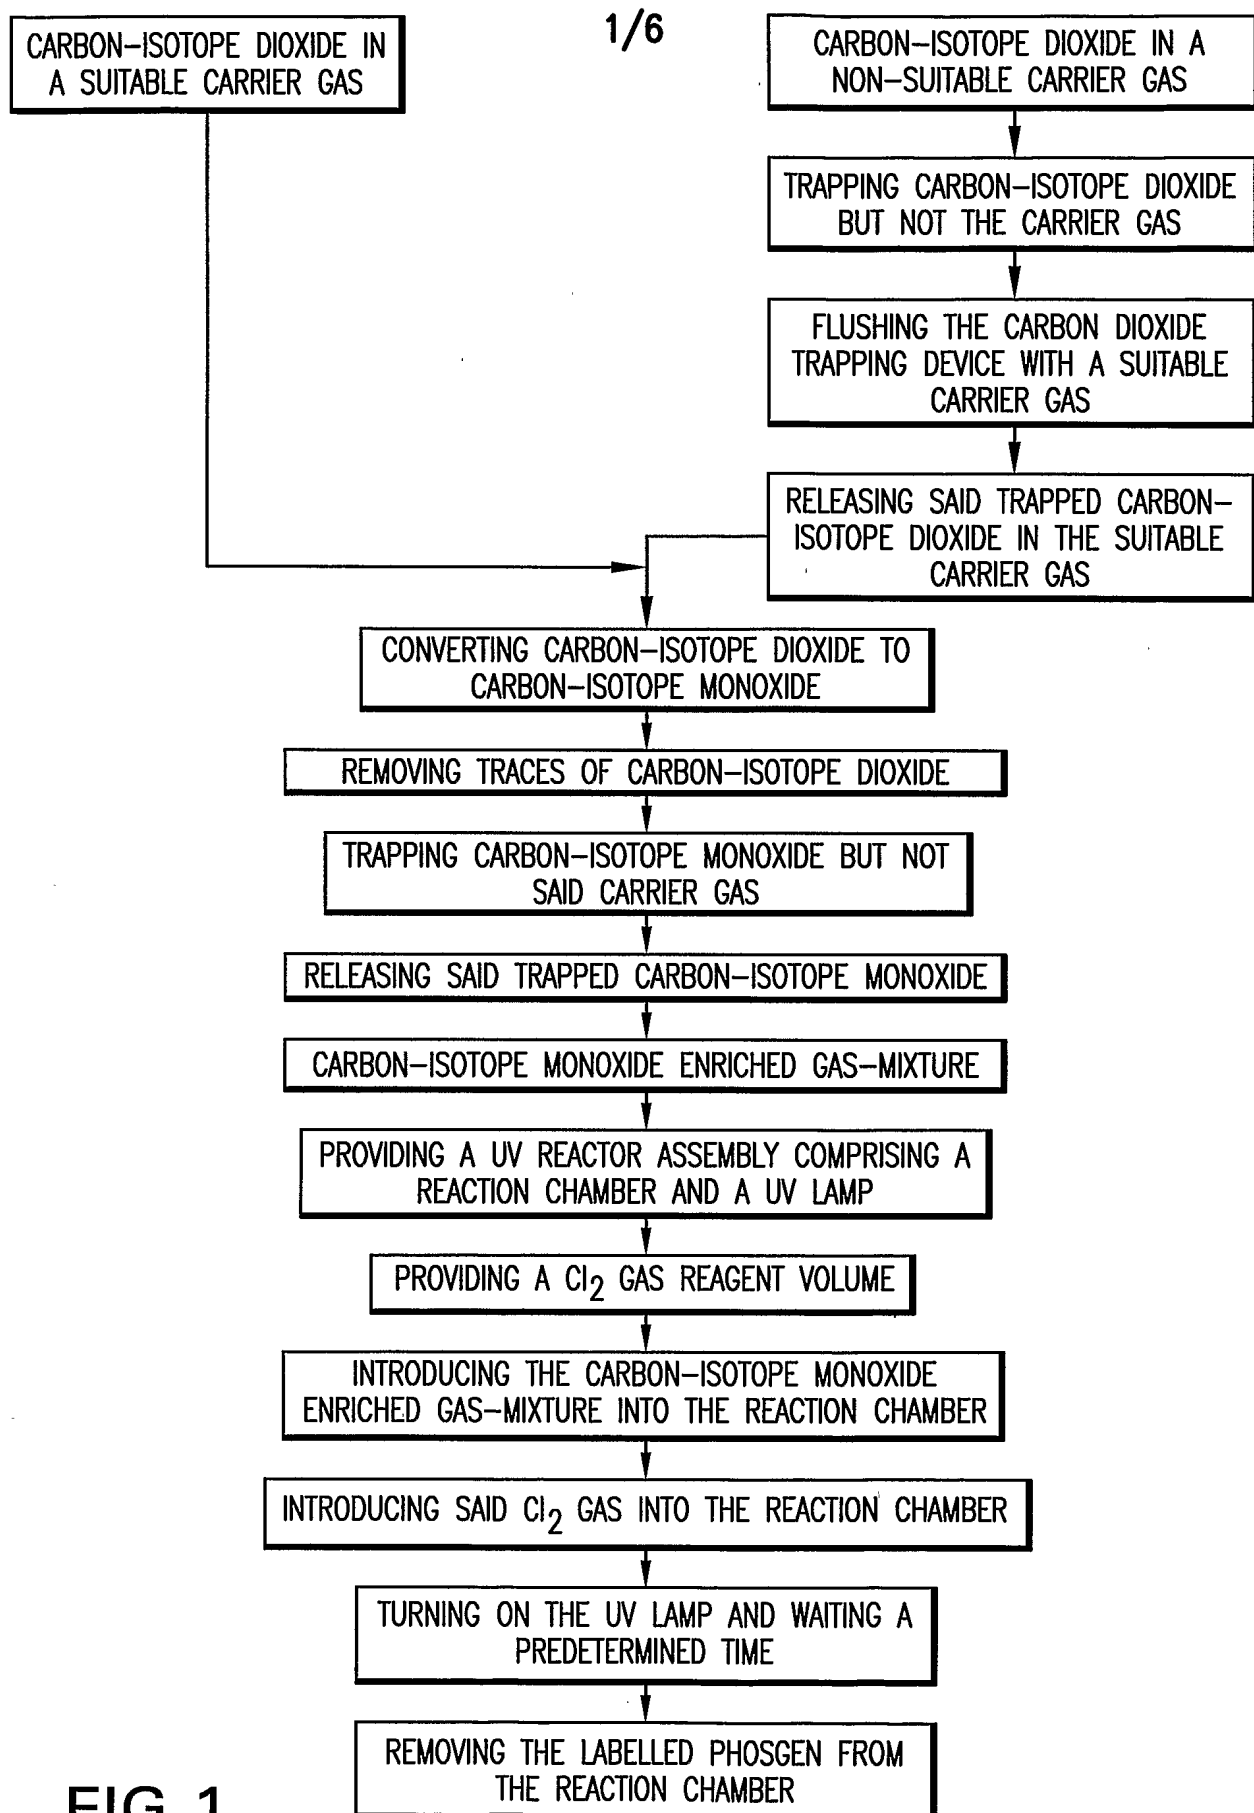 1/6
CARBON-ISOTOPE DIOXIDE IN
A SUITABLE CARRIER GAS
CARBON-ISOTOPE DIOXIDE IN A
NON-SUITABLE CARRIER GAS
TRAPPING CARBON-ISOTOPE DIOXIDE
BUT NOT THE CARRIER GAS
FLUSHING THE CARBON DIOXIDE
TRAPPING DEVICE WITH A SUITABLE
CARRIER GAS
RELEASING SAID TRAPPED CARBON-
ISOTOPE DIOXIDE IN THE SUITABLE
CARRIER GAS
CONVERTING CARBON-ISOTOPE DIOXIDE TO
CARBON-ISOTOPE MONOXIDE
REMOVING TRACES OF CARBON-ISOTOPE DIOXIDE
TRAPPING CARBON-ISOTOPE MONOXIDE BUT NOT
SAID CARRIER GAS
RELEASING SAID TRAPPED CARBON-ISOTOPE MONOXIDE
CARBON-ISOTOPE MONOXIDE ENRICHED GAS-MIXTURE
PROVIDING A UV REACTOR ASSEMBLY COMPRISING A
REACTION CHAMBER AND A UV LAMP
PROVIDING A Cl2 GAS REAGENT VOLUME
INTRODUCING THE CARBON-ISOTOPE MONOXIDE
ENRICHED GAS-MIXTURE INTO THE REACTION CHAMBER
INTRODUCING SAID Cl2 GAS INTO THE REACTION CHAMBER
TURNING ON THE UV LAMP AND WAITING A
PREDETERMINED TIME
REMOVING THE LABELLED PHOSGEN FROM
THE REACTION CHAMBER
FIG. 1